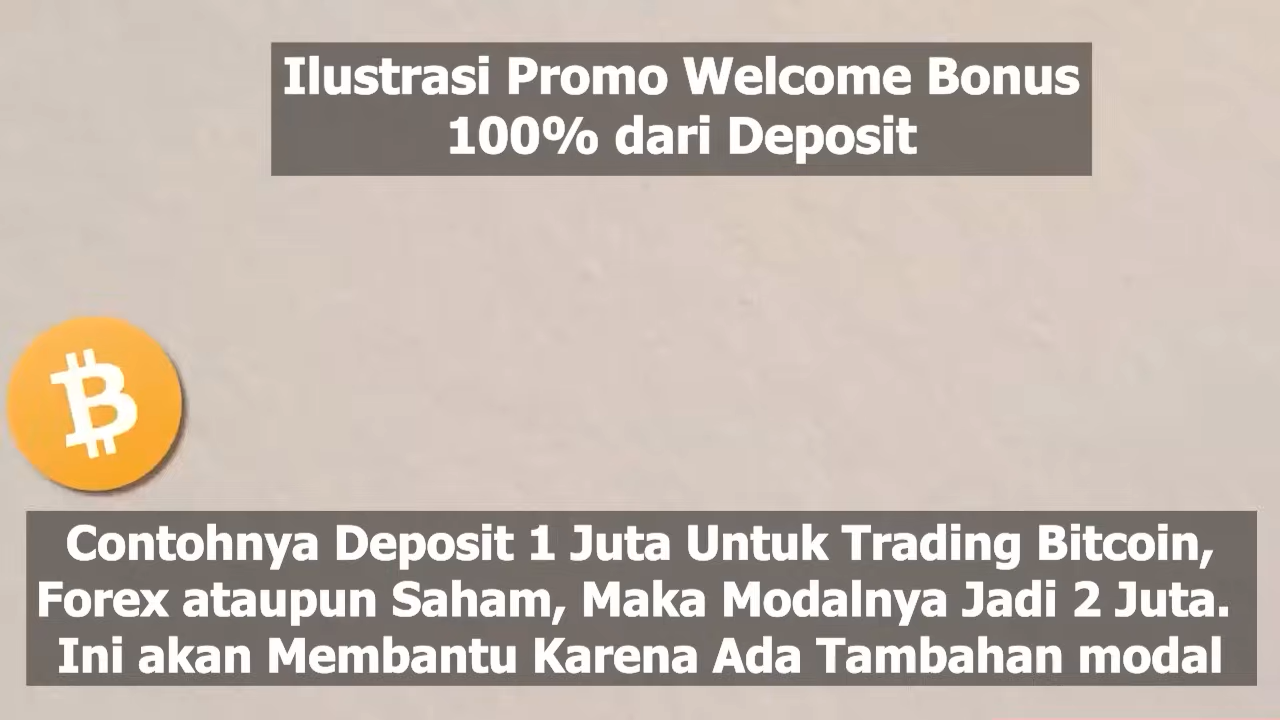 Ilustrasi Promo Welcome Bonus
100% dari Deposit
Contohnya Deposit 1 Juta Untuk Trading Bitcoin,
Forex ataupun Saham, Maka Modalnya Jadi 2 Juta.
Ini akan Membantu Karena Ada Tambahan modal